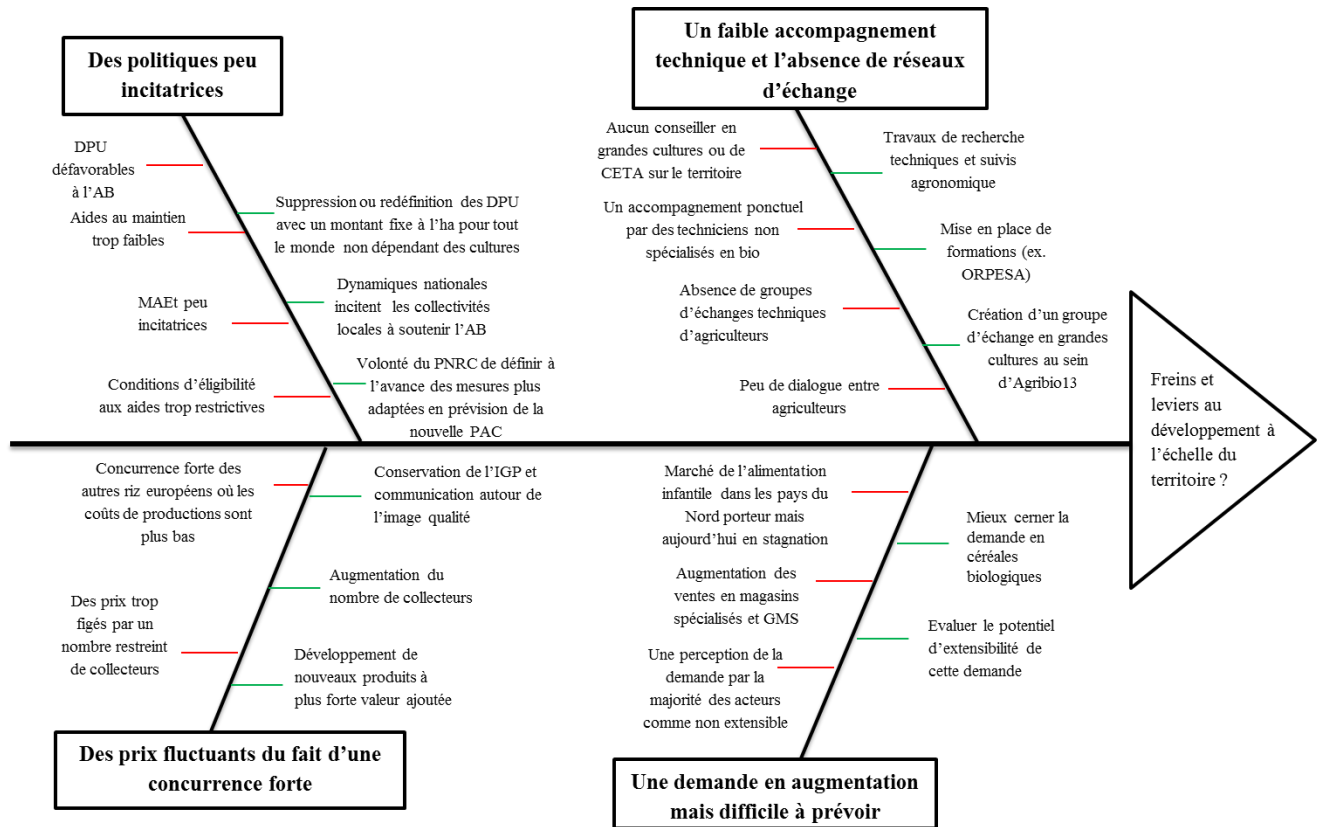 Des politiques peu
incitatrices
DPU
défavorables
à l'AB
Aides au maintien
trop faibles
MAEt peu
incitatrices
Conditions d'éligibilité
aux aides trop restrictives
Suppression ou redéfinition des DPU
avec un montant fixe à l'ha pour tout
le monde non dépendant des cultures
Dynamiques nationales
incitent les collectivités
locales à soutenir l'AB
Volonté du PNRC de définir à
l'avance des mesures plus
adaptées en prévision de la
nouvelle PAC
Un faible accompagnement
technique et l'absence de réseaux
d'échange
Aucun conseiller en
grandes cultures ou de
CETA sur le territoire
Un accompagnement ponctuel
par des techniciens non
spécialisés en bio
Absence de groupes
d'échanges techniques
d'agriculteurs
Peu de dialogue entre
agriculteurs
Travaux de recherche
techniques et suivis
agronomique
Mise en place de
formations (ex.
ORPESA)
Création d'un groupe
d'échange en grandes
cultures au sein
d'Agribio13
Freins et
leviers au
développement à
l'échelle du
territoire ?
Concurrence forte des
autres riz européens où les
coûts de productions sont
plus bas
Des prix trop
figés par un
nombre restreint
de collecteurs
Conservation de l'IGP et
communication autour de
l'image qualité
Augmentation du
nombre de collecteurs
Développement de
nouveaux produits à
plus forte valeur ajoutée
Des prix fluctuants du fait d'une
concurrence forte
Marché de l'alimentation
infantile dans les pays du
Nord porteur mais
aujourd'hui en stagnation
Augmentation des
ventes en magasins
spécialisés et GMS
Une perception de la
demande par la
majorité des acteurs
comme non extensible
Mieux cerner la
demande en
céréales
biologiques
Evaluer le potentiel
d'extensibilité de
cette demande
Une demande en augmentation
mais difficile à prévoir